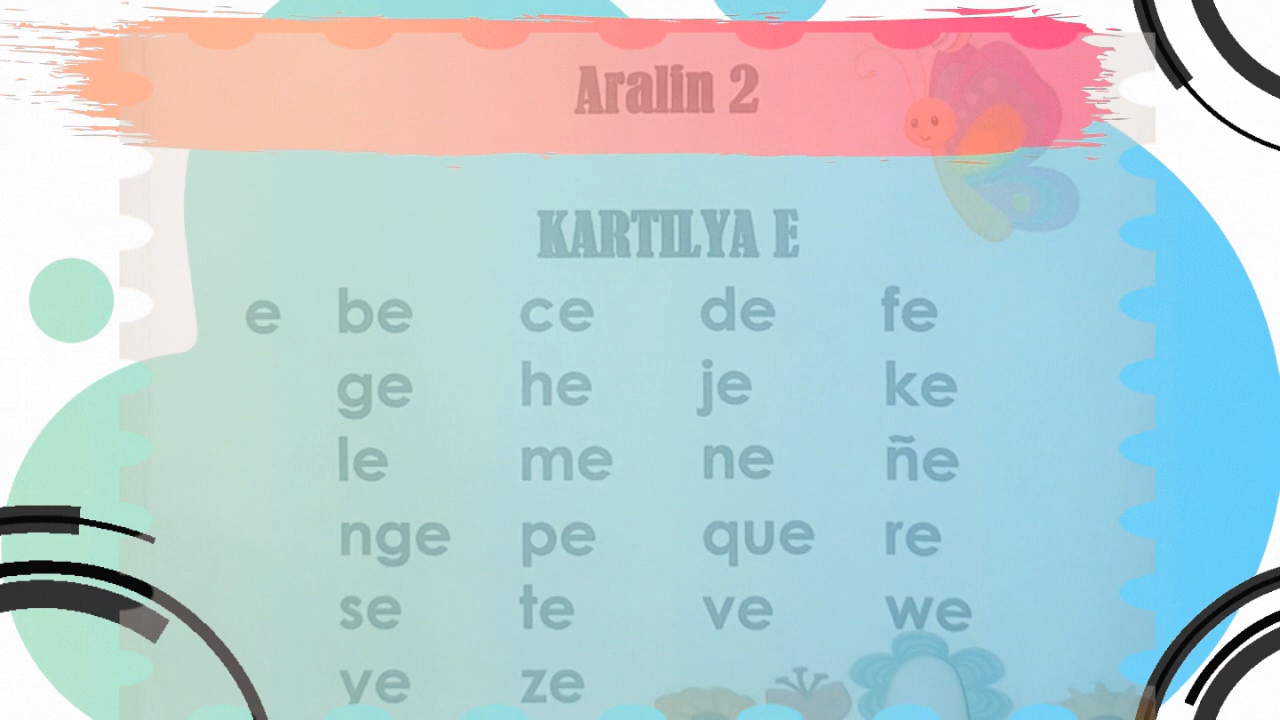 Aralin 2
KARTILYA E
e be ce de fe
ge he je ke
le me ne ñe
nge pe que re
se te ve we
ye ze